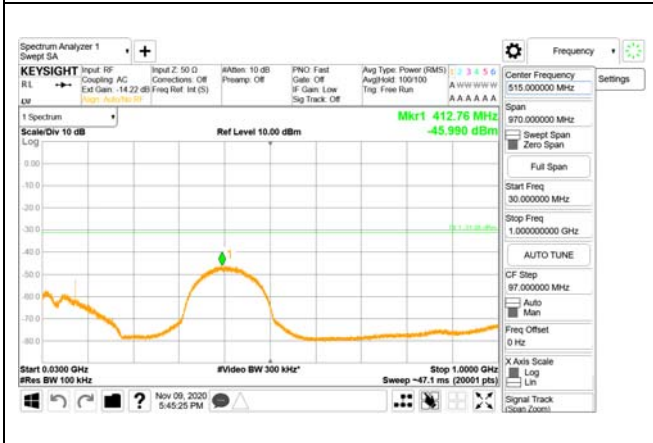 Spectrum Analyzer 1
Swept SA
+
Frequency
KEYSIGHT
Input: RF
Coupling: AC
Ext Gain: -14.22 dB
Align: Auto/No RF
Input Z: 50 Ω
Corrections: Off
Freq Ref: Int (S)
#Atten: 10 dB
Preamp: Off
PNO: Fast
Gate: Off
IF Gain: Low
Sig Track: Off
Avg Type: Power (RMS)
Avg|Hold: 100/100
Trig: Free Run
1 2 3 4 5 6
A W W W W W
A A A A A A
RL
1 Spectrum
Scale/Div 10 dB
Log
Ref Level 10.00 dBm
Mkr1 412.76 MHz
-45.990 dBm
0.00
-10.0
-20.0
-30.0
-40.0
-50.0
-60.0
-70.0
-80.0
1
Start 0.0300 GHz
#Res BW 100 kHz
#Video BW 300 kHz*
Stop 1.0000 GHz
Sweep ~47.1 ms (20001 pts)
Nov 09, 2020
5:45:25 PM
?
Center Frequency
515.000000 MHz
Settings
Span
970.000000 MHz
Swept Span
Zero Span
Full Span
Start Freq
30.000000 MHz
Stop Freq
1.000000000 GHz
AUTO TUNE
CF Step
97.000000 MHz
Auto
Man
Freq Offset
0 Hz
X Axis Scale
Log
Lin
Signal Track
(Span Zoom)